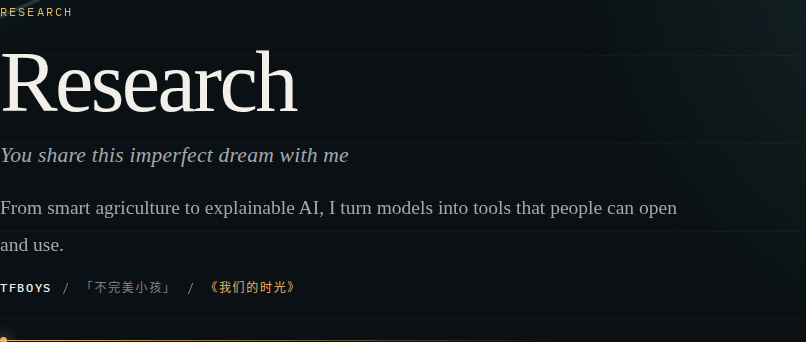 RESEARCH
Research
You share this imperfect dream with me
From smart agriculture to explainable AI, I turn models into tools that people can open
and use.
TFBOYS / 「不完美小孩」 / 《我们的时光》